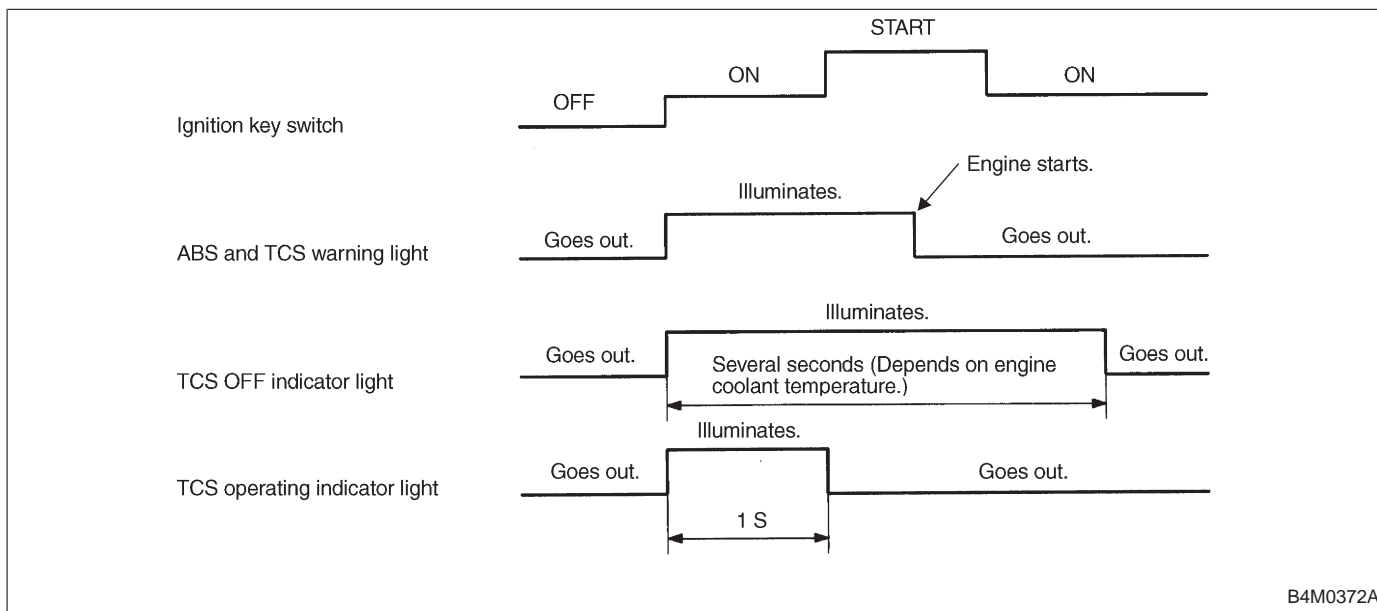 START
ON
ON
OFF
Ignition key switch
Engine starts.
Illuminates.
Goes out.
Goes out.
ABS and TCS warning light
Illuminates.
Goes out.
Several seconds (Depends on engine
coolant temperature.)
Goes out.
TCS OFF indicator light
Illuminates.
Goes out.
Goes out.
TCS operating indicator light
1 S
B4M0372A